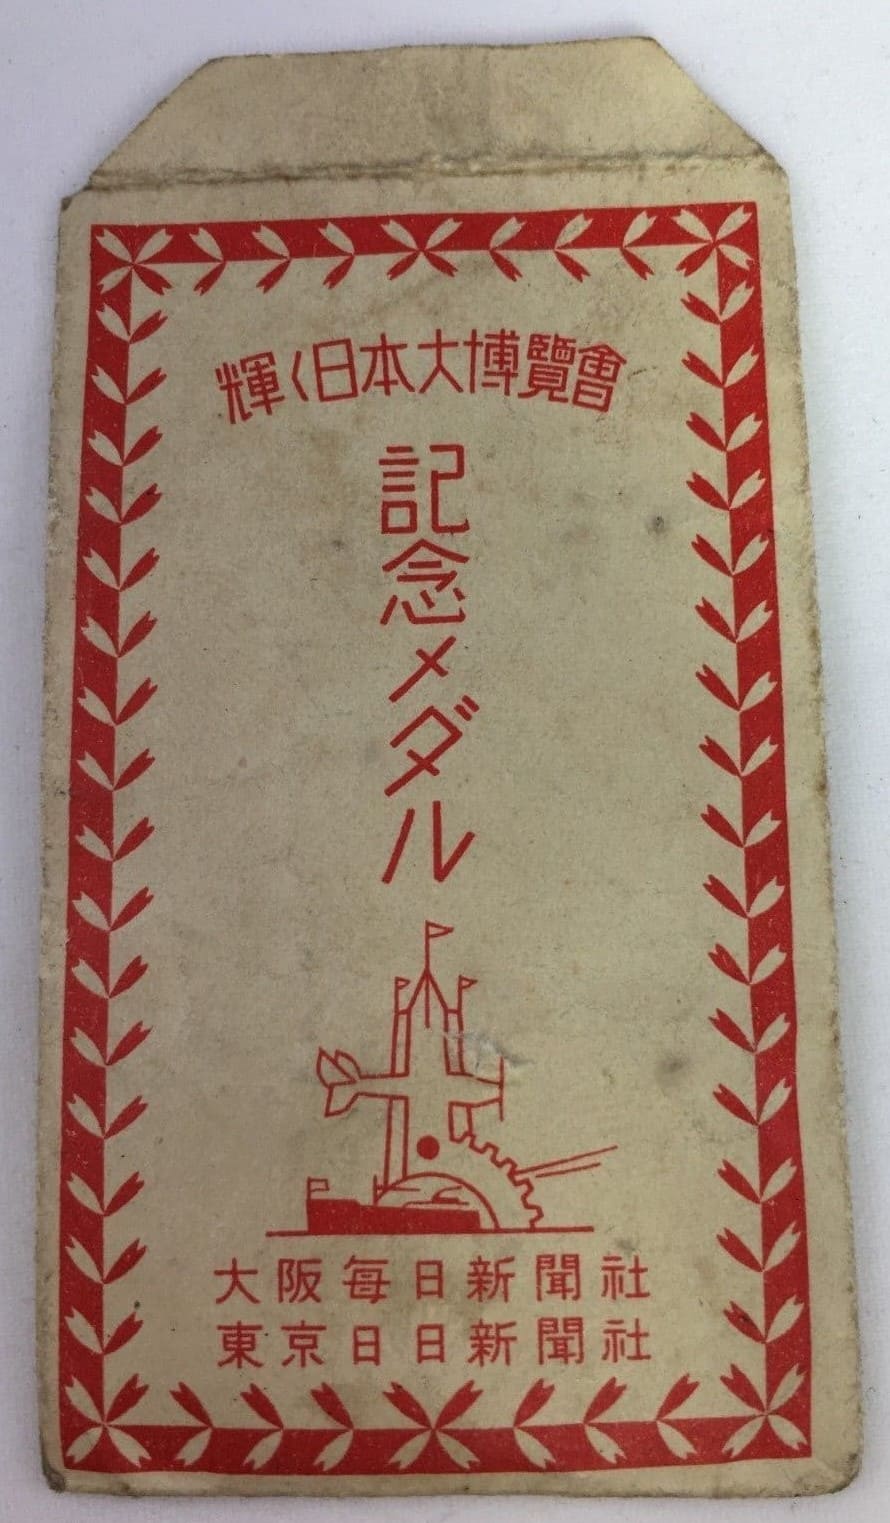 輝く日本大博覽會
記念メダル
大阪毎日新聞社
東京日日新聞社